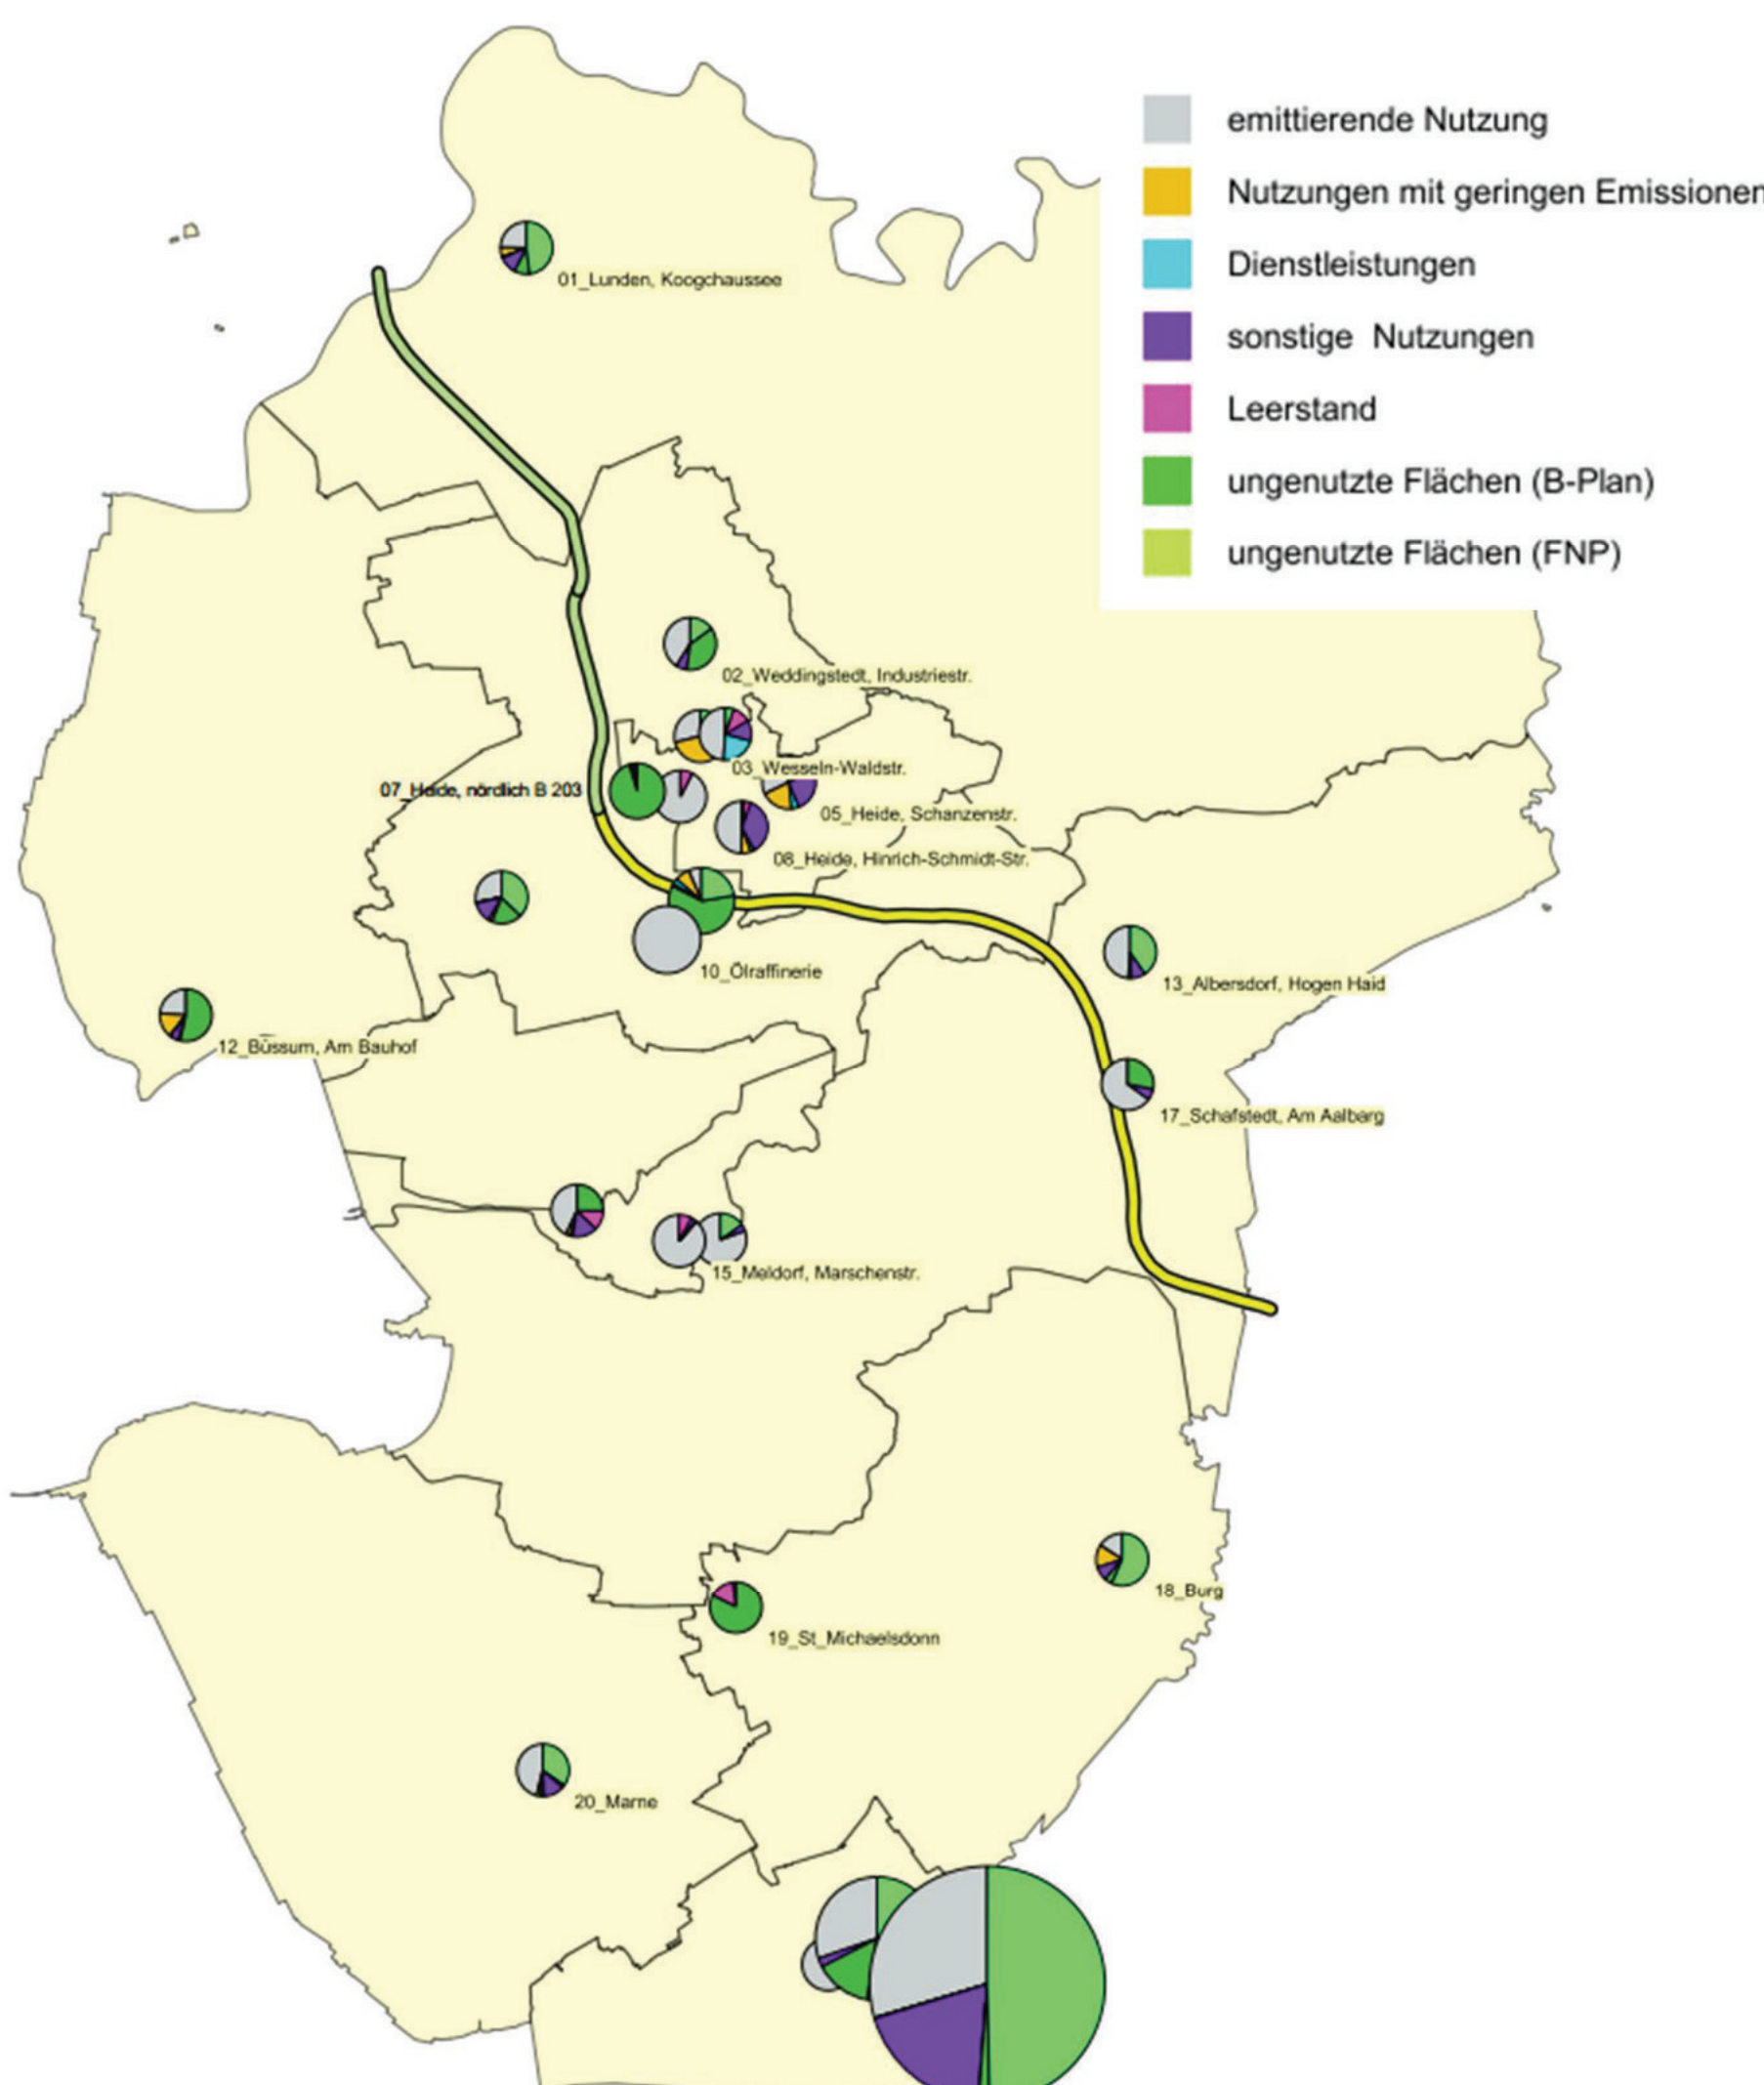 emittierende Nutzung
Nutzungen mit geringen Emissionen
Dienstleistungen
sonstige Nutzungen
Leerstand
ungenutzte Flächen (B-Plan)
ungenutzte Flächen (FNP)
01_Lunden, Koogchaussee
02_Weddingstedt, Industriestr.
03_Wesseln-Waldstr.
07_Heide, nördlich B 203
05_Heide, Schanzenstr.
08_Heide, Hinrich-Schmidt-Str.
10_Ölraffinerie
13_Albersdorf, Hogen Haid
12_Büssum, Am Bauhof
17_Schafstedt, Am Aalbarg
15_Meldorf, Marschenstr.
18_Burg
19_St_Michaelsdonn
20_Marne